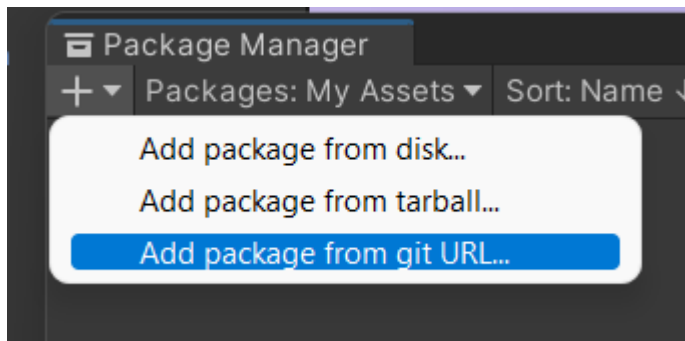 Package Manager
Packages: My Assets Sort: Name
Add package from disk...
Add package from tarball...
Add package from git URL...